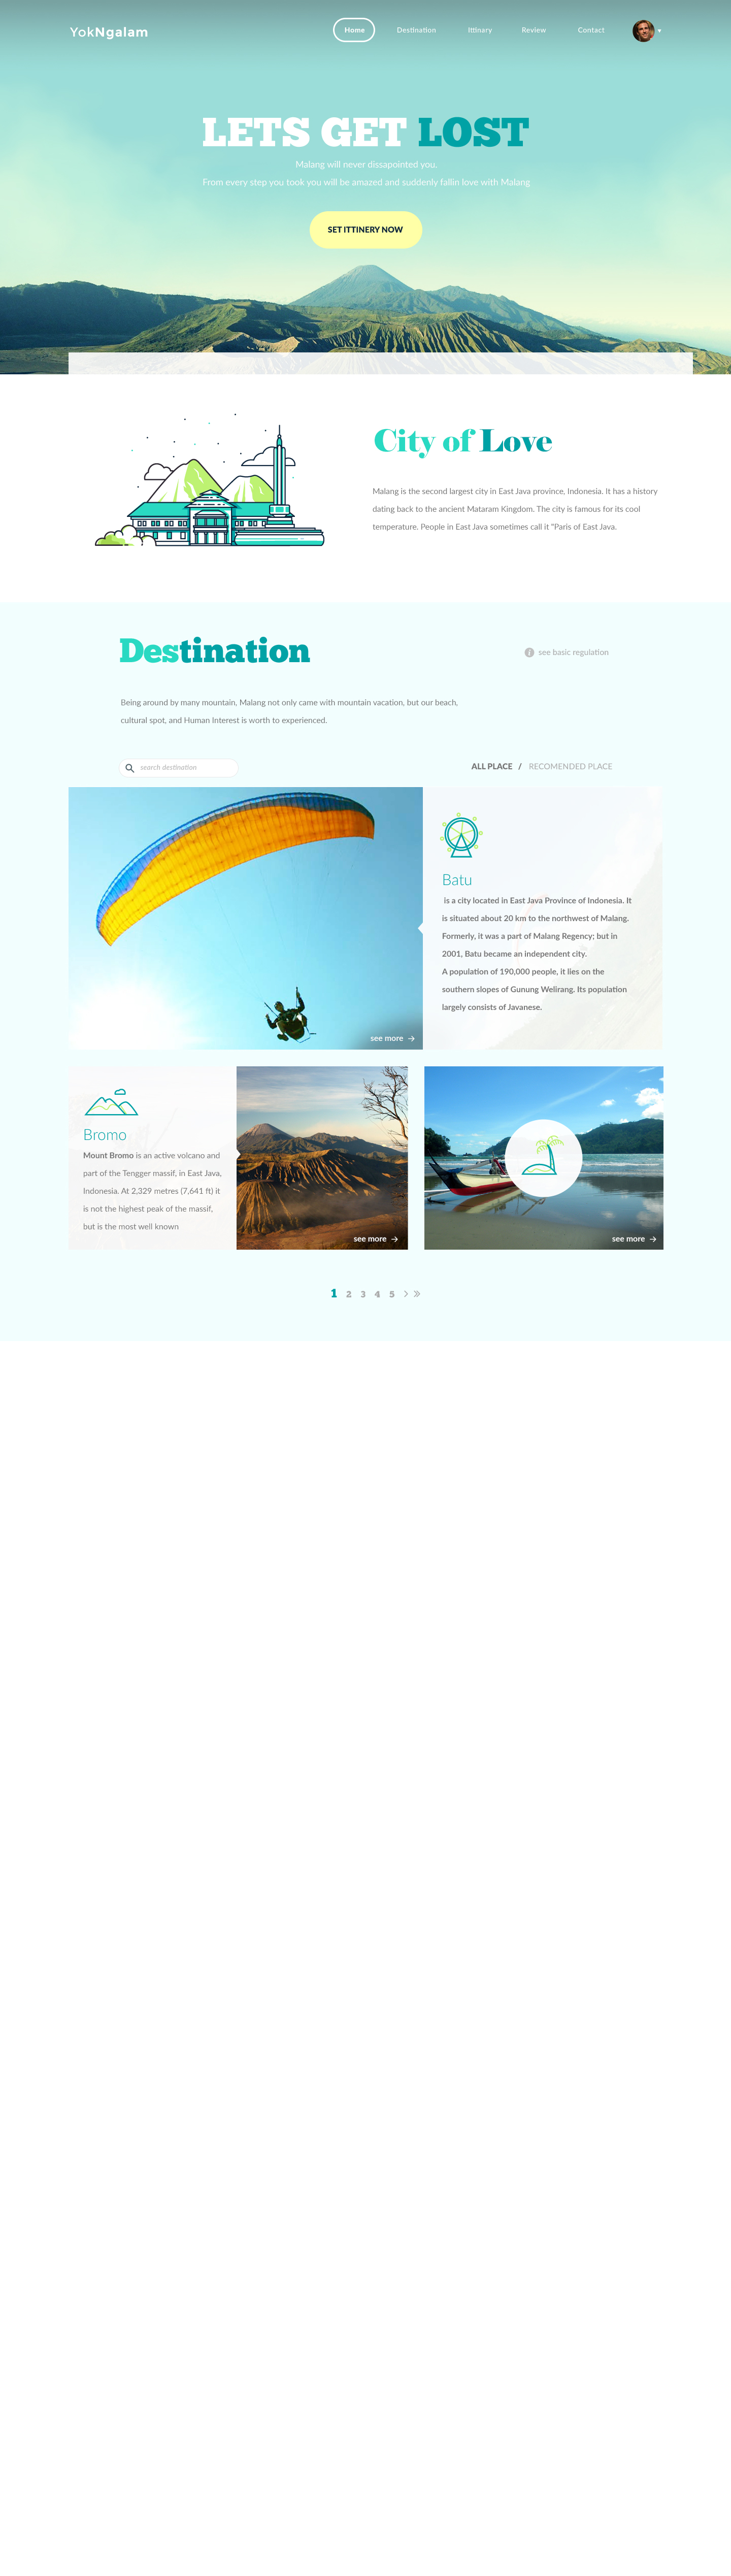 YokNgalam
Home Destination Ittinary Review Contact
LETS GET LOST
Malang will never dissapointed you.
From every step you took you will be amazed and suddenly fallin love with Malang
SET ITTINERY NOW
City of Love
Malang is the second largest city in East Java province, Indonesia. It has a history
dating back to the ancient Mataram Kingdom. The city is famous for its cool
temperature. People in East Java sometimes call it "Paris of East Java.
Destination
see basic regulation
Being around by many mountain, Malang not only came with mountain vacation, but our beach,
cultural spot, and Human Interest is worth to experienced.
search destination
ALL PLACE / RECOMENDED PLACE
Batu
is a city located in East Java Province of Indonesia. It
is situated about 20 km to the northwest of Malang.
Formerly, it was a part of Malang Regency; but in
2001, Batu became an independent city.
A population of 190,000 people, it lies on the
southern slopes of Gunung Welirang. Its population
largely consists of Javanese.
see more →
Bromo
Mount Bromo is an active volcano and
part of the Tengger massif, in East Java,
Indonesia. At 2,329 metres (7,641 ft) it
is not the highest peak of the massif,
but is the most well known
see more →
see more →
1 2 3 4 5 > »